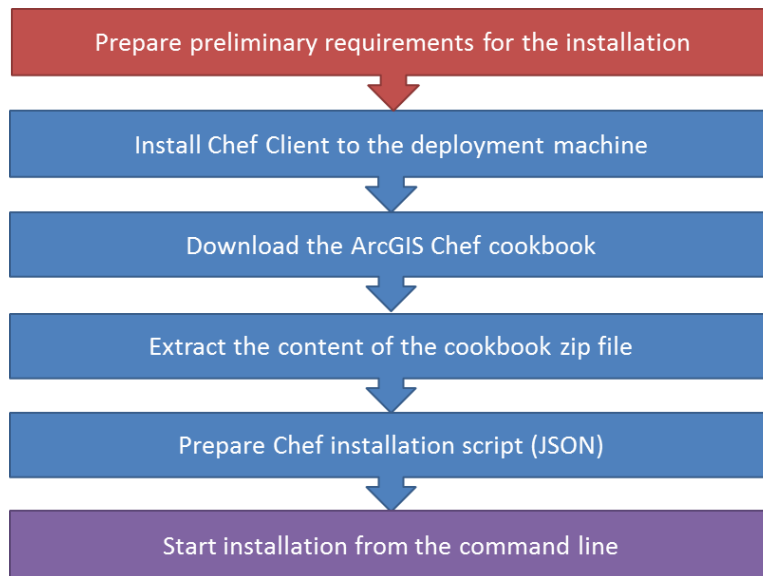 Prepare preliminary requirements for the installation
Install Chef Client to the deployment machine
Download the ArcGIS Chef cookbook
Extract the content of the cookbook zip file
Prepare Chef installation script (JSON)
Start installation from the command line